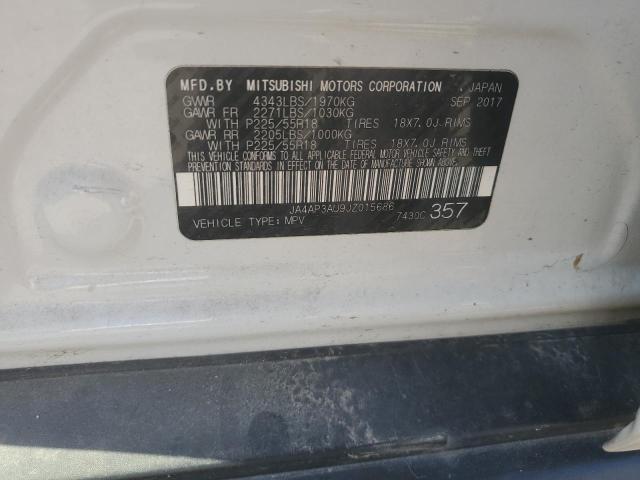 MFD.BY MITSUBISHI MOTORS CORPORATION JAPAN
GVWR 4343LBS/1970KG SEP 2017
GAWR FR 2271LBS/1030KG
WITH P225/55R18 TIRES 18X7.0J RIMS
GAWR RR 2205LBS/1000KG
WITH P225/55R18 TIRES 18X7.0J RIMS
THIS VEHICLE CONFORMS TO ALL APPLICABLE FEDERAL MOTOR VEHICLE SAFETY AND THEFT
PREVENTION STANDARDS IN EFFECT ON THE DATE OF MANUFACTURE SHOWN ABOVE.
JA4AP3AU9JZ015686
VEHICLE TYPE: MPV 7430C 357